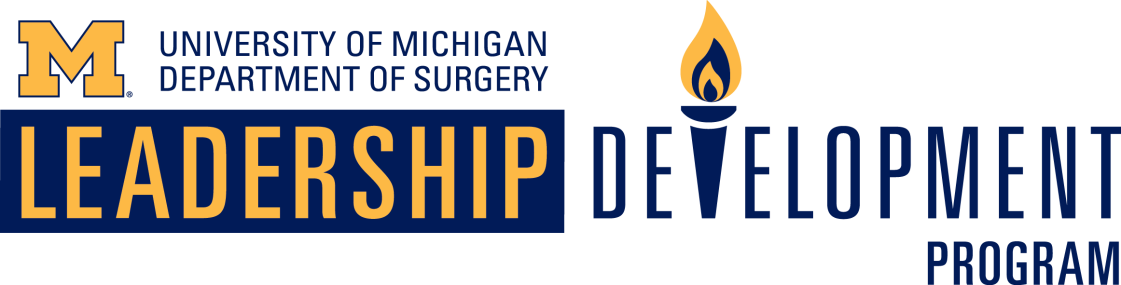 M®
UNIVERSITY OF MICHIGAN
DEPARTMENT OF SURGERY
LEADERSHIP DEVELOPMENT
PROGRAM